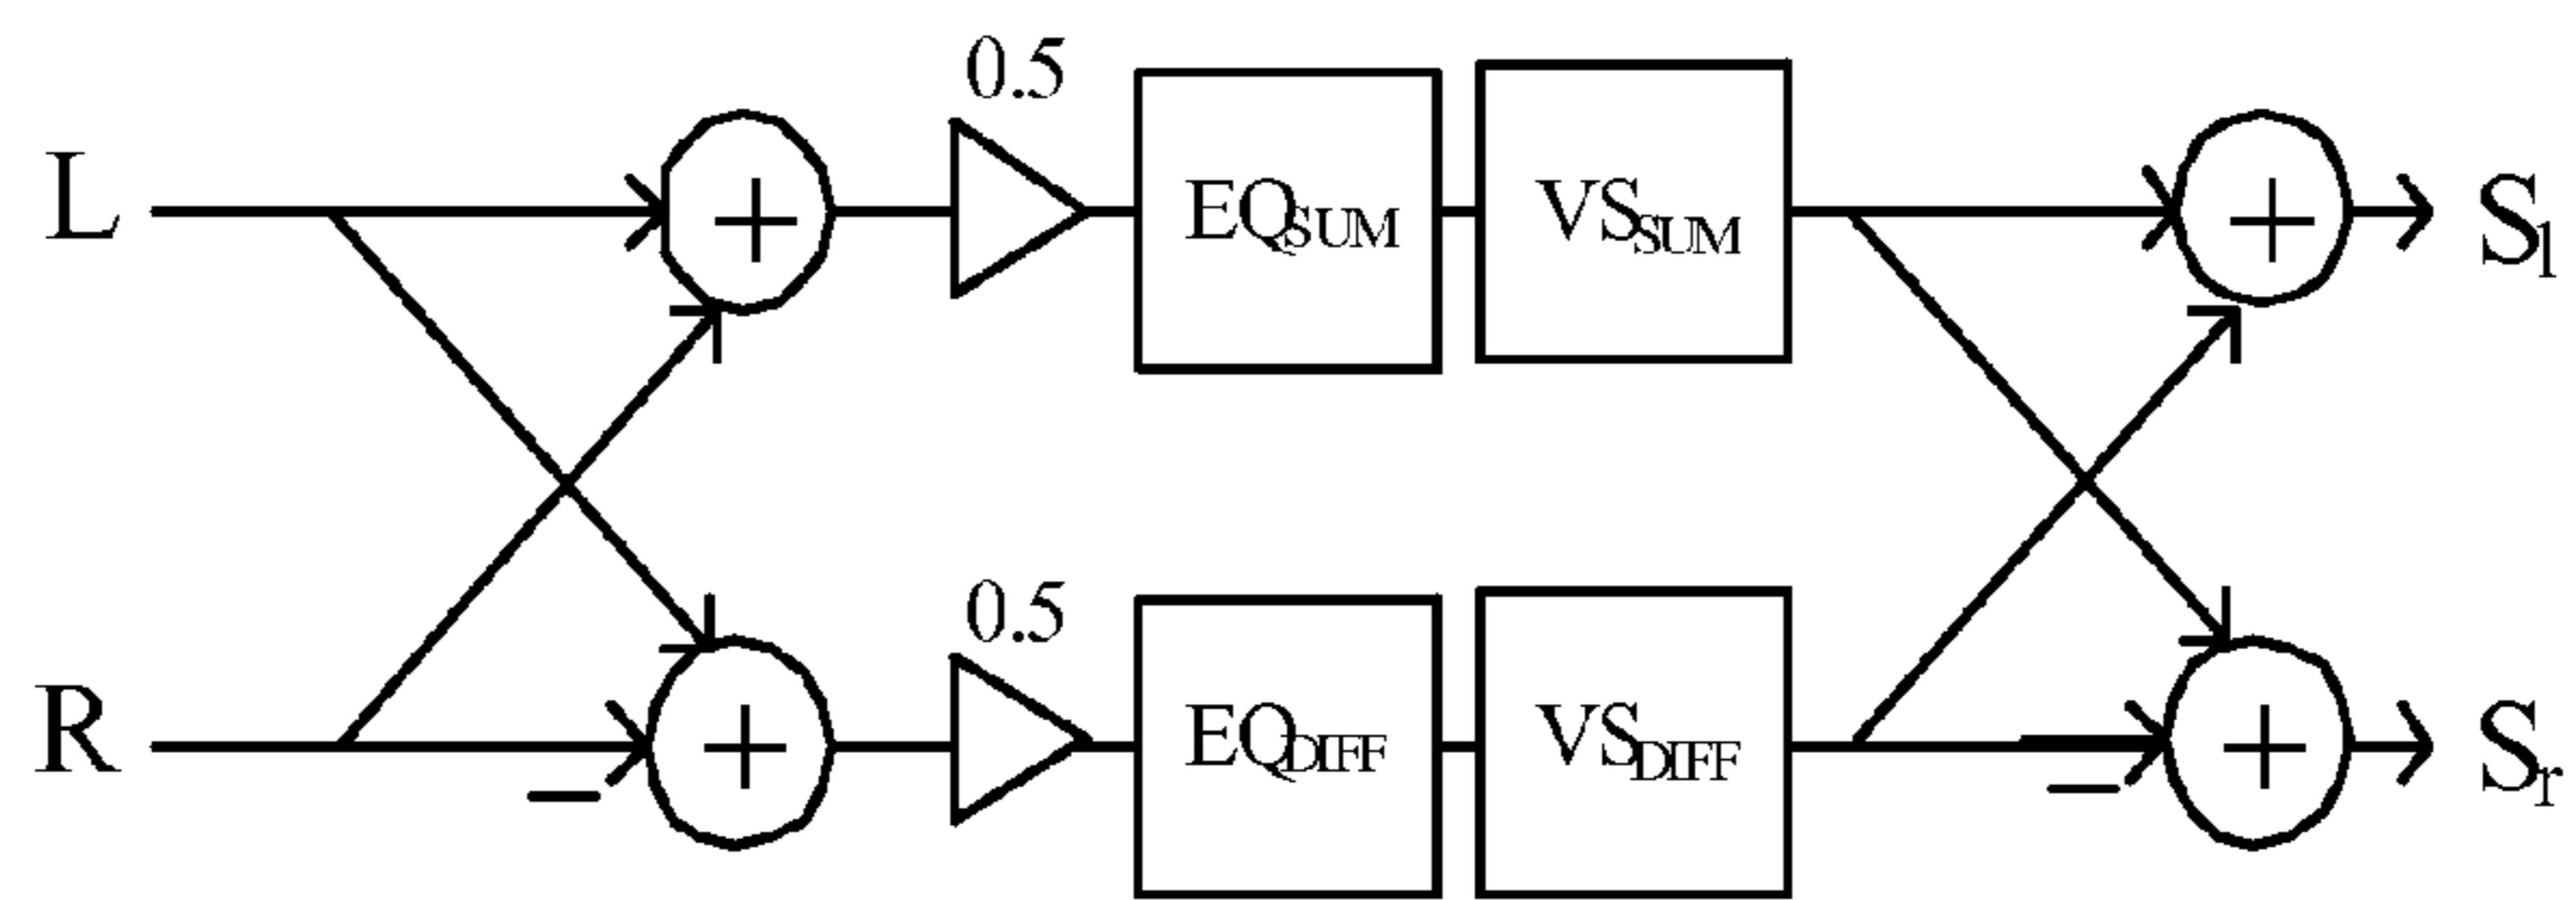 0.5
L + EQSUM VSSUM + Sl
0.5
R − + EQDIFF VSDIFF − + Sr